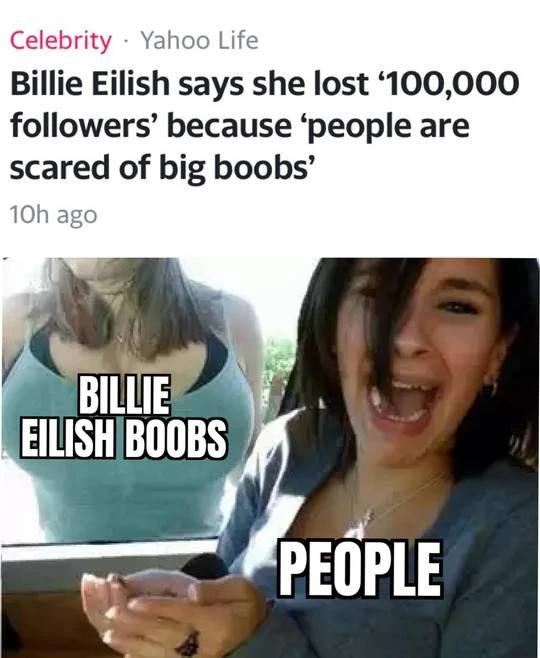 Celebrity · Yahoo Life
Billie Eilish says she lost ‘100,000
followers’ because ‘people are
scared of big boobs’
10h ago
BILLIE
EILISH BOOBS
PEOPLE